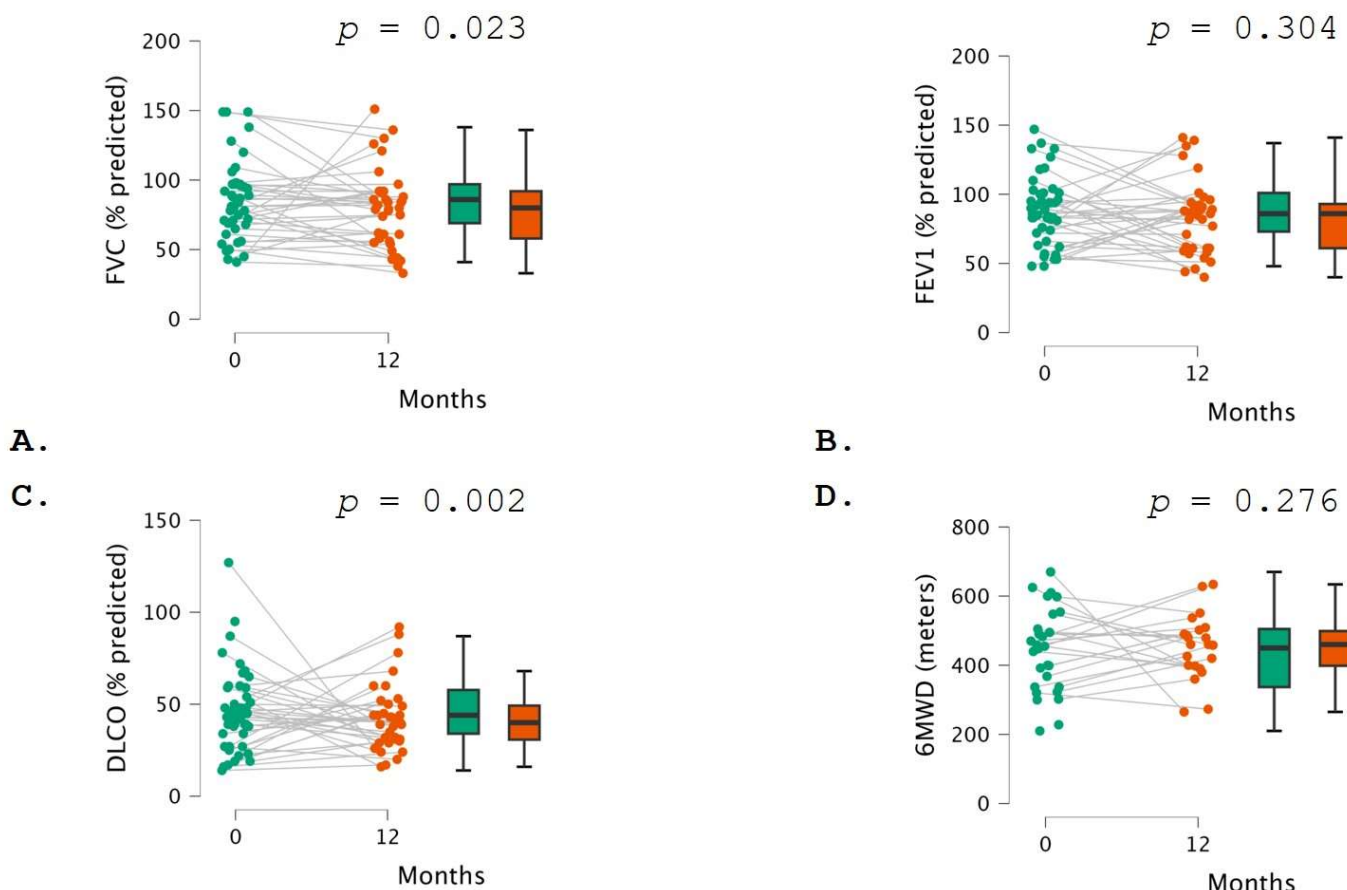 p = 0.023
200
150
100
50
0
FVC (% predicted)
0 12
Months
A.
p = 0.304
200
150
100
50
0
FEV1 (% predicted)
0 12
Months
B.
C.
p = 0.002
150
100
50
0
DLCO (% predicted)
0 12
Months
D.
p = 0.276
800
600
400
200
0
6MWD (meters)
0 12
Months